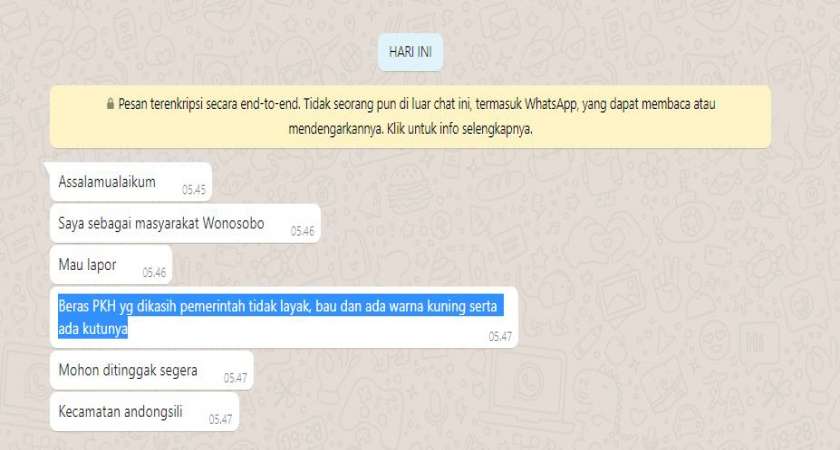 HARI INI
Pesan terenkripsi secara end-to-end. Tidak seorang pun di luar chat ini, termasuk WhatsApp, yang dapat membaca atau
mendengarkannya. Klik untuk info selengkapnya.
Assalamualaikum 05.45
Saya sebagai masyarakat Wonosobo 05.46
Mau lapor 05.46
Beras PKH yg dikasih pemerintah tidak layak, bau dan ada warna kuning serta
ada kutunya 05.47
Mohon ditinggak segera 05.47
Kecamatan andongsili 05.47